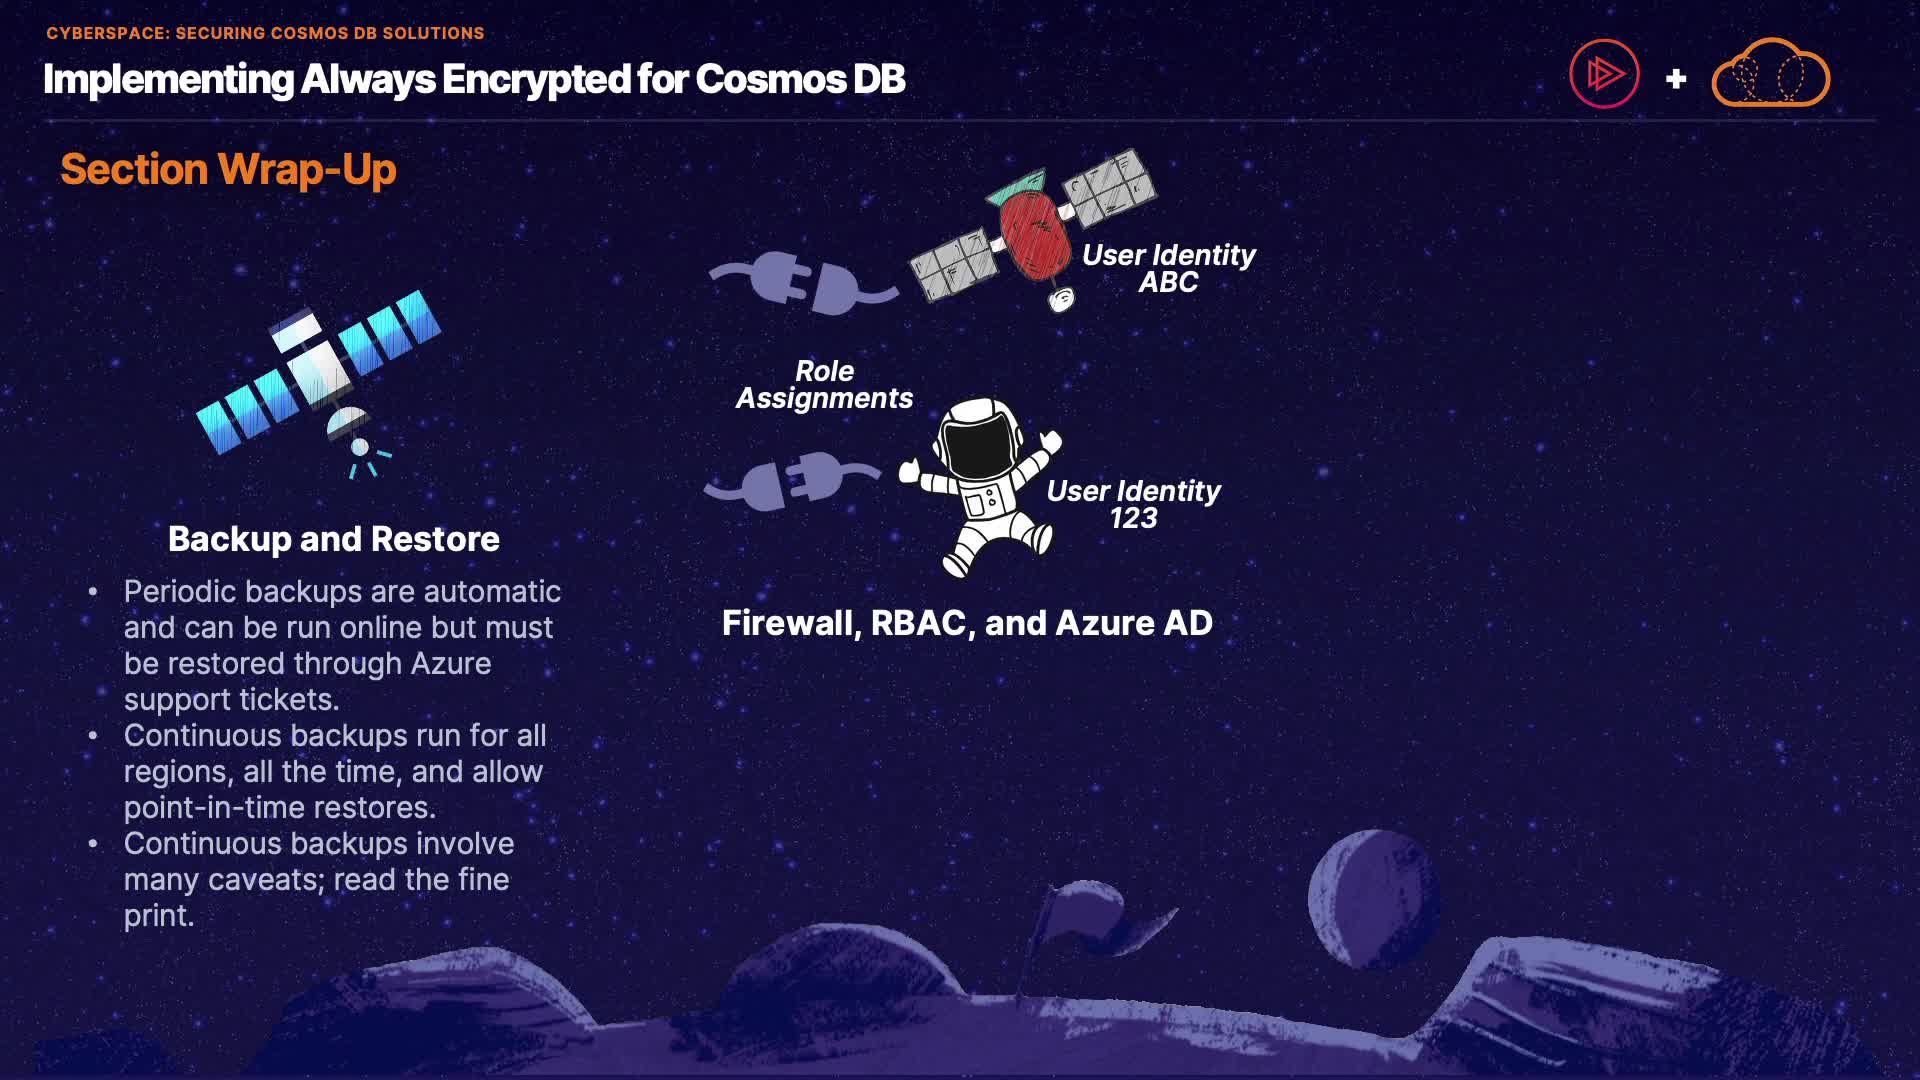 CYBERSPACE: SECURING COSMOS DB SOLUTIONS
Implementing Always Encrypted for Cosmos DB
+
Section Wrap-Up
Backup and Restore
• Periodic backups are automatic
and can be run online but must
be restored through Azure
support tickets.
• Continuous backups run for all
regions, all the time, and allow
point-in-time restores.
• Continuous backups involve
many caveats; read the fine
print.
User Identity
ABC
Role
Assignments
User Identity
123
Firewall, RBAC, and Azure AD